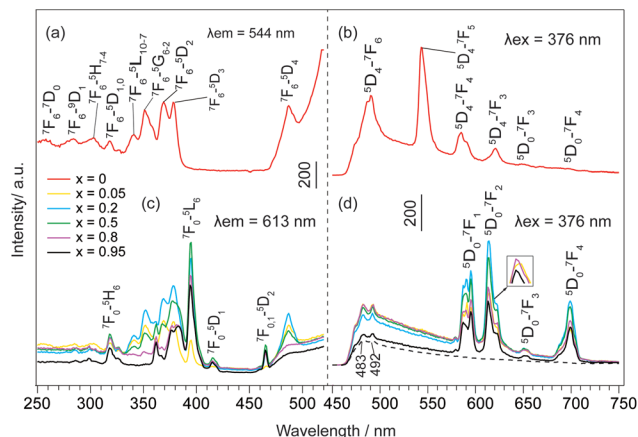 (a)
λem = 544 nm
⁷F₆-⁷D₀
⁷F₆-⁹D₁
⁷F₆-⁵H₇₋₄
⁷F₆-⁵D₁,₀
⁷F₆-⁵L₁₀₋₇
⁷F₆-⁵G₆₋₂
⁷F₆-⁵D₂
⁷F₆-⁵D₃
⁷F₆-⁵D₄
200
(b)
λex = 376 nm
⁵D₄-⁷F₆
⁵D₄-⁷F₅
⁵D₄-⁷F₄
⁵D₄-⁷F₃
⁵D₀-⁷F₃
⁵D₀-⁷F₄
Intensity/ a.u.
x = 0
x = 0.05
x = 0.2
x = 0.5
x = 0.8
x = 0.95
(c)
λem = 613 nm
⁷F₀-⁵H₆
⁷F₀-⁵L₆
⁷F₀-⁵D₁
⁷F₀,₁-⁵D₂
200
(d)
λex = 376 nm
⁵D₀-⁷F₁
⁵D₀-⁷F₂
⁵D₀-⁷F₃
⁵D₀-⁷F₄
483
492
250 300 350 400 450 500
450 500 550 600 650 700 750
Wavelength / nm